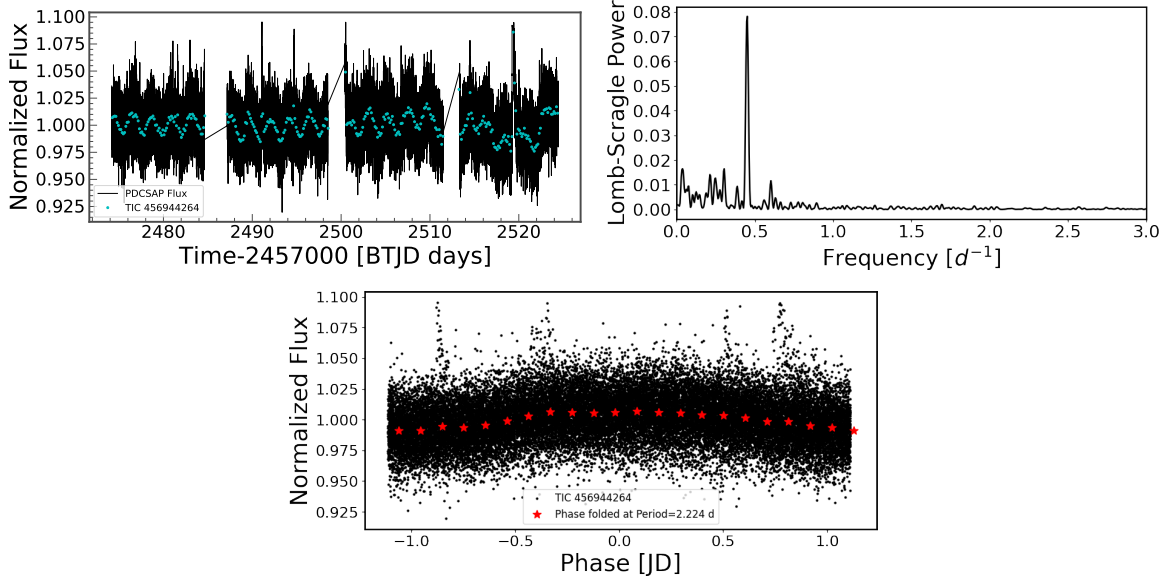 1.100
1.075
1.050
1.025
1.000
0.975
0.950
0.925
Normalized Flux
PDCSAP Flux
TIC 456944264
2480 2490 2500 2510 2520
Time-2457000 [BTJD days]
0.08
0.07
0.06
0.05
0.04
0.03
0.02
0.01
0.00
Lomb-Scragle Power
0.0 0.5 1.0 1.5 2.0 2.5 3.0
Frequency [d⁻¹]
1.100
1.075
1.050
1.025
1.000
0.975
0.950
0.925
Normalized Flux
TIC 456944264
Phase folded at Period=2.224 d
−1.0 −0.5 0.0 0.5 1.0
Phase [JD]